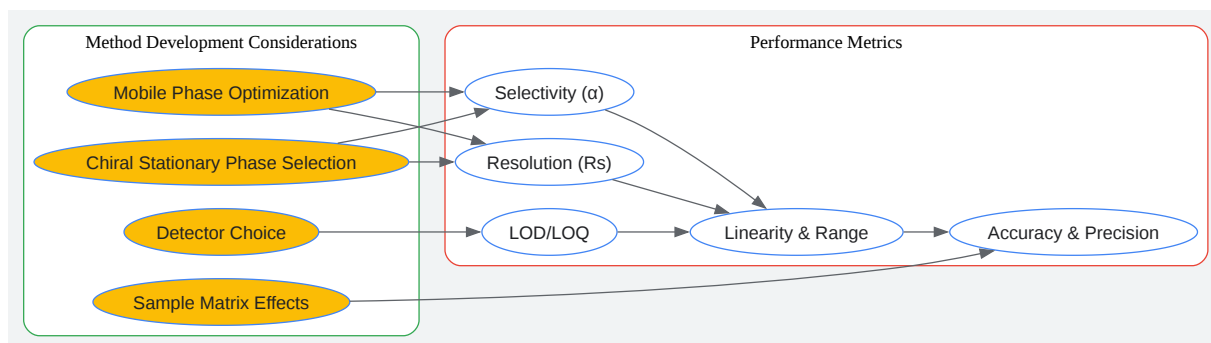 Method Development Considerations
Mobile Phase Optimization
Chiral Stationary Phase Selection
Detector Choice
Sample Matrix Effects
Performance Metrics
Selectivity (α)
Resolution (Rs)
LOD/LOQ
Linearity & Range
Accuracy & Precision